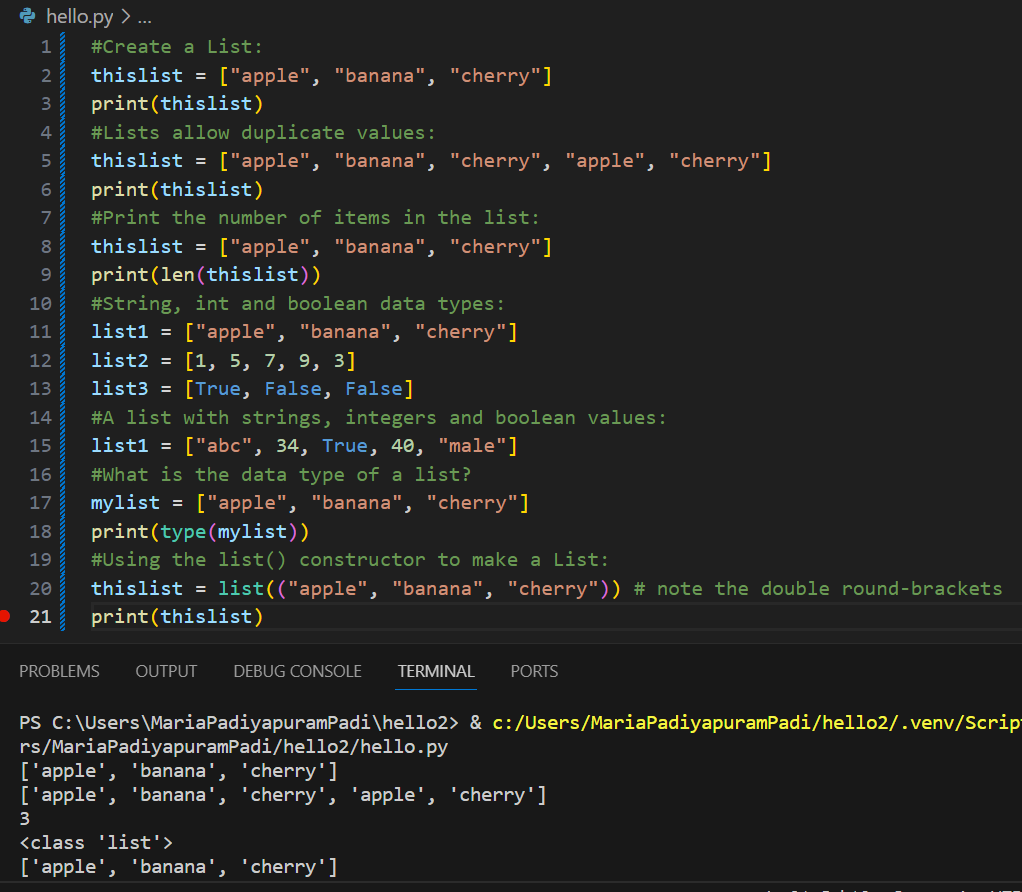 hello.py > ...
1 #Create a List:
2 thislist = ["apple", "banana", "cherry"]
3 print(thislist)
4 #Lists allow duplicate values:
5 thislist = ["apple", "banana", "cherry", "apple", "cherry"]
6 print(thislist)
7 #Print the number of items in the list:
8 thislist = ["apple", "banana", "cherry"]
9 print(len(thislist))
10 #String, int and boolean data types:
11 list1 = ["apple", "banana", "cherry"]
12 list2 = [1, 5, 7, 9, 3]
13 list3 = [True, False, False]
14 #A list with strings, integers and boolean values:
15 list1 = ["abc", 34, True, 40, "male"]
16 #What is the data type of a list?
17 mylist = ["apple", "banana", "cherry"]
18 print(type(mylist))
19 #Using the list() constructor to make a List:
20 thislist = list(("apple", "banana", "cherry")) # note the double round-brackets
21 print(thislist)
PROBLEMS OUTPUT DEBUG CONSOLE TERMINAL PORTS
PS C:\Users\MariaPadiyapuramPadi\hello2> & c:/Users/MariaPadiyapuramPadi/hello2/.venv/Script
rs/MariaPadiyapuramPadi/hello2/hello.py
['apple', 'banana', 'cherry']
['apple', 'banana', 'cherry', 'apple', 'cherry']
3
<class 'list'>
['apple', 'banana', 'cherry']